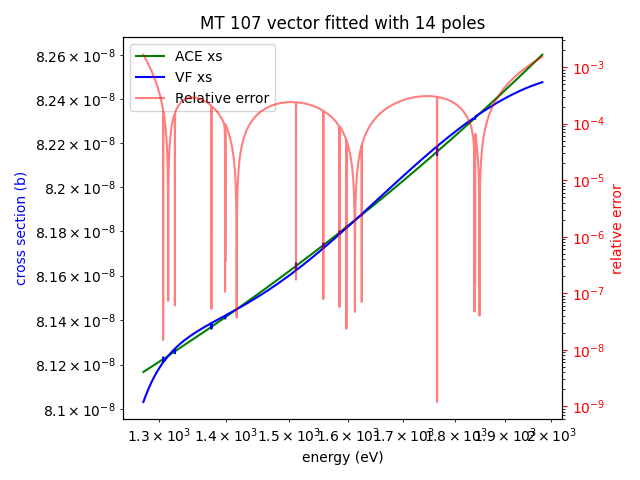 MT 107 vector fitted with 14 poles
ACE xs
VF xs
Relative error
8.26 × 10⁻⁸
8.24 × 10⁻⁸
8.22 × 10⁻⁸
8.2 × 10⁻⁸
8.18 × 10⁻⁸
8.16 × 10⁻⁸
8.14 × 10⁻⁸
8.12 × 10⁻⁸
8.1 × 10⁻⁸
cross section (b)
10⁻³
10⁻⁴
10⁻⁵
10⁻⁶
10⁻⁷
10⁻⁸
10⁻⁹
relative error
1.3 × 10³ 1.4 × 10³ 1.5 × 10³ 1.6 × 10³ 1.7 × 10³ 1.8 × 10³ 1.9 × 10³ 2 × 10³
energy (eV)